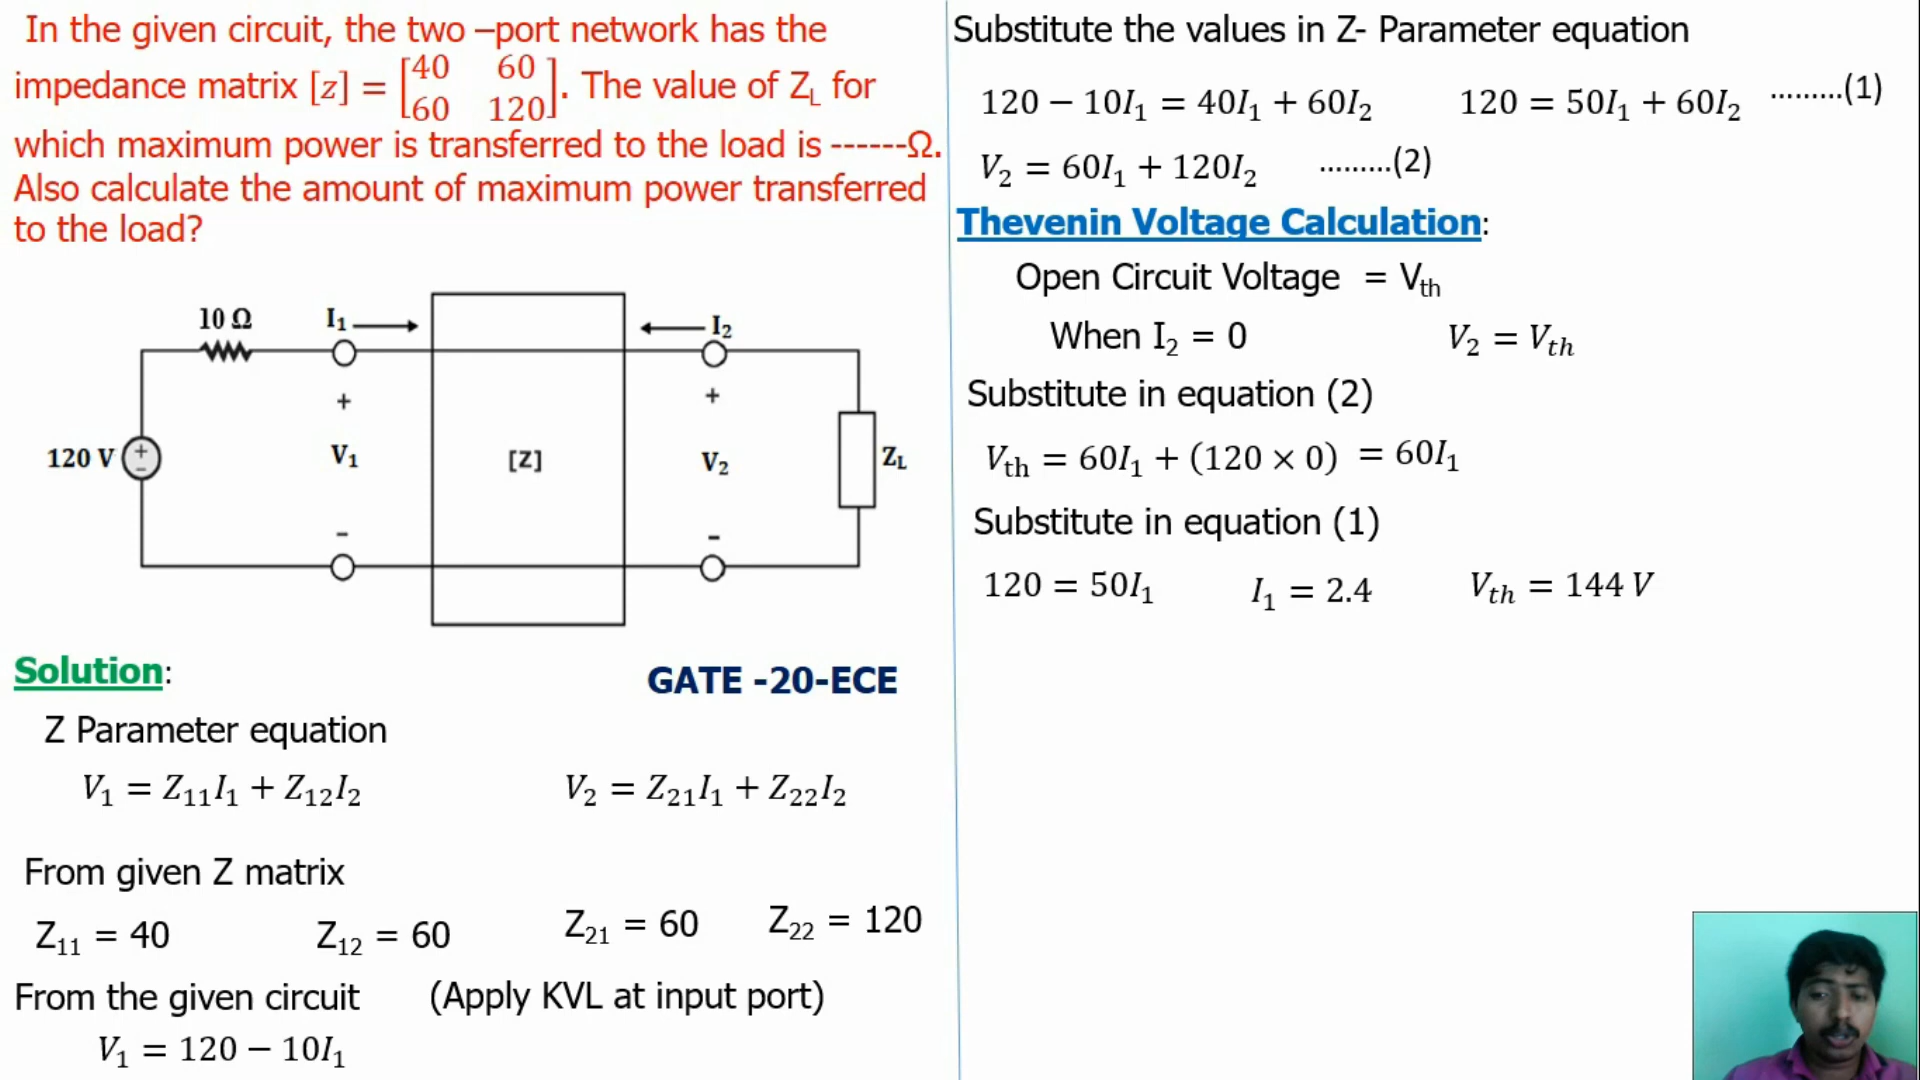 In the given circuit, the two –port network has the
impedance matrix [z] = [40 60
60 120]. The value of Z_L for
which maximum power is transferred to the load is ------Ω.
Also calculate the amount of maximum power transferred
to the load?
10 Ω
I₁
I₂
+
+
120 V
+
−
V₁
[Z]
V₂
Z_L
-
-
Solution:
GATE -20-ECE
Z Parameter equation
V₁ = Z₁₁I₁ + Z₁₂I₂
V₂ = Z₂₁I₁ + Z₂₂I₂
From given Z matrix
Z₁₁ = 40
Z₁₂ = 60
Z₂₁ = 60
Z₂₂ = 120
From the given circuit
(Apply KVL at input port)
V₁ = 120 − 10I₁
Substitute the values in Z- Parameter equation
120 − 10I₁ = 40I₁ + 60I₂
120 = 50I₁ + 60I₂
.........(1)
V₂ = 60I₁ + 120I₂
.........(2)
Thevenin Voltage Calculation:
Open Circuit Voltage = V_th
When I₂ = 0
V₂ = V_th
Substitute in equation (2)
V_th = 60I₁ + (120 × 0) = 60I₁
Substitute in equation (1)
120 = 50I₁
I₁ = 2.4
V_th = 144 V